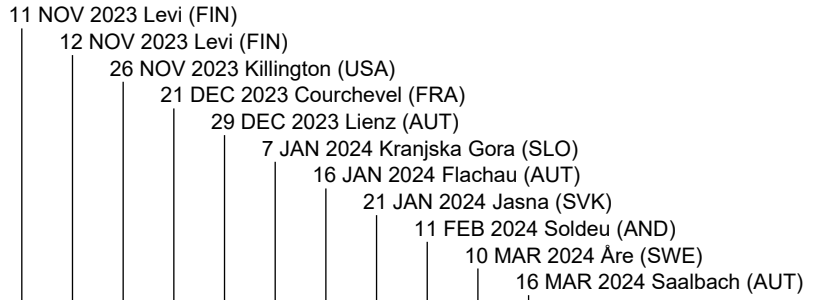 11 NOV 2023 Levi (FIN)
12 NOV 2023 Levi (FIN)
26 NOV 2023 Killington (USA)
21 DEC 2023 Courchevel (FRA)
29 DEC 2023 Lienz (AUT)
7 JAN 2024 Kranjska Gora (SLO)
16 JAN 2024 Flachau (AUT)
21 JAN 2024 Jasna (SVK)
11 FEB 2024 Soldeu (AND)
10 MAR 2024 Åre (SWE)
16 MAR 2024 Saalbach (AUT)